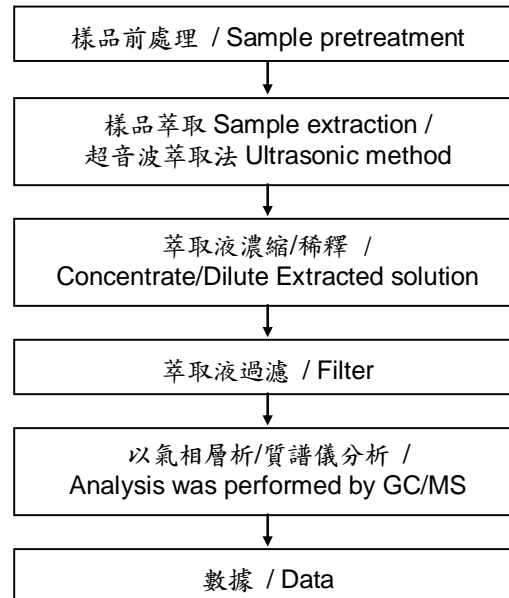 樣品前處理 / Sample pretreatment
樣品萃取 Sample extraction /
超音波萃取法 Ultrasonic method
萃取液濃縮/稀釋 /
Concentrate/Dilute Extracted solution
萃取液過濾 / Filter
以氣相層析/質譜儀分析 /
Analysis was performed by GC/MS
數據 / Data